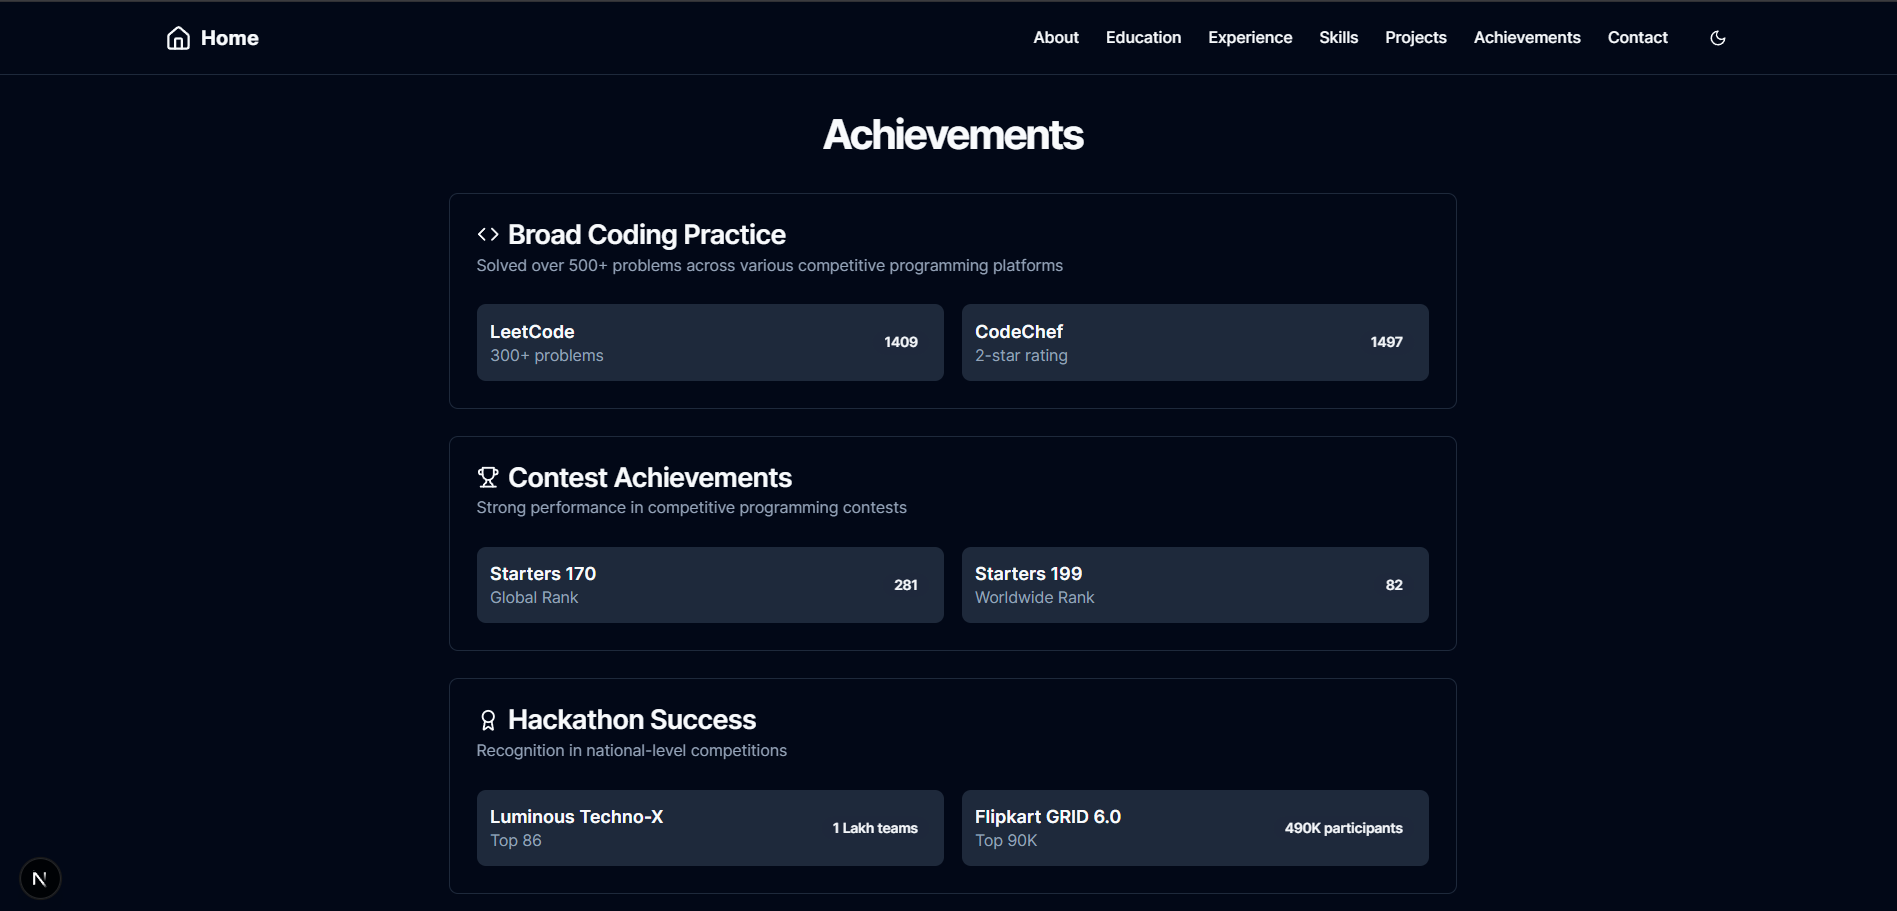 Home
About Education Experience Skills Projects Achievements Contact
Achievements
Broad Coding Practice
Solved over 500+ problems across various competitive programming platforms
LeetCode
300+ problems
1409
CodeChef
2-star rating
1497
Contest Achievements
Strong performance in competitive programming contests
Starters 170
Global Rank
281
Starters 199
Worldwide Rank
82
Hackathon Success
Recognition in national-level competitions
Luminous Techno-X
Top 86
1 Lakh teams
Flipkart GRID 6.0
Top 90K
490K participants
N